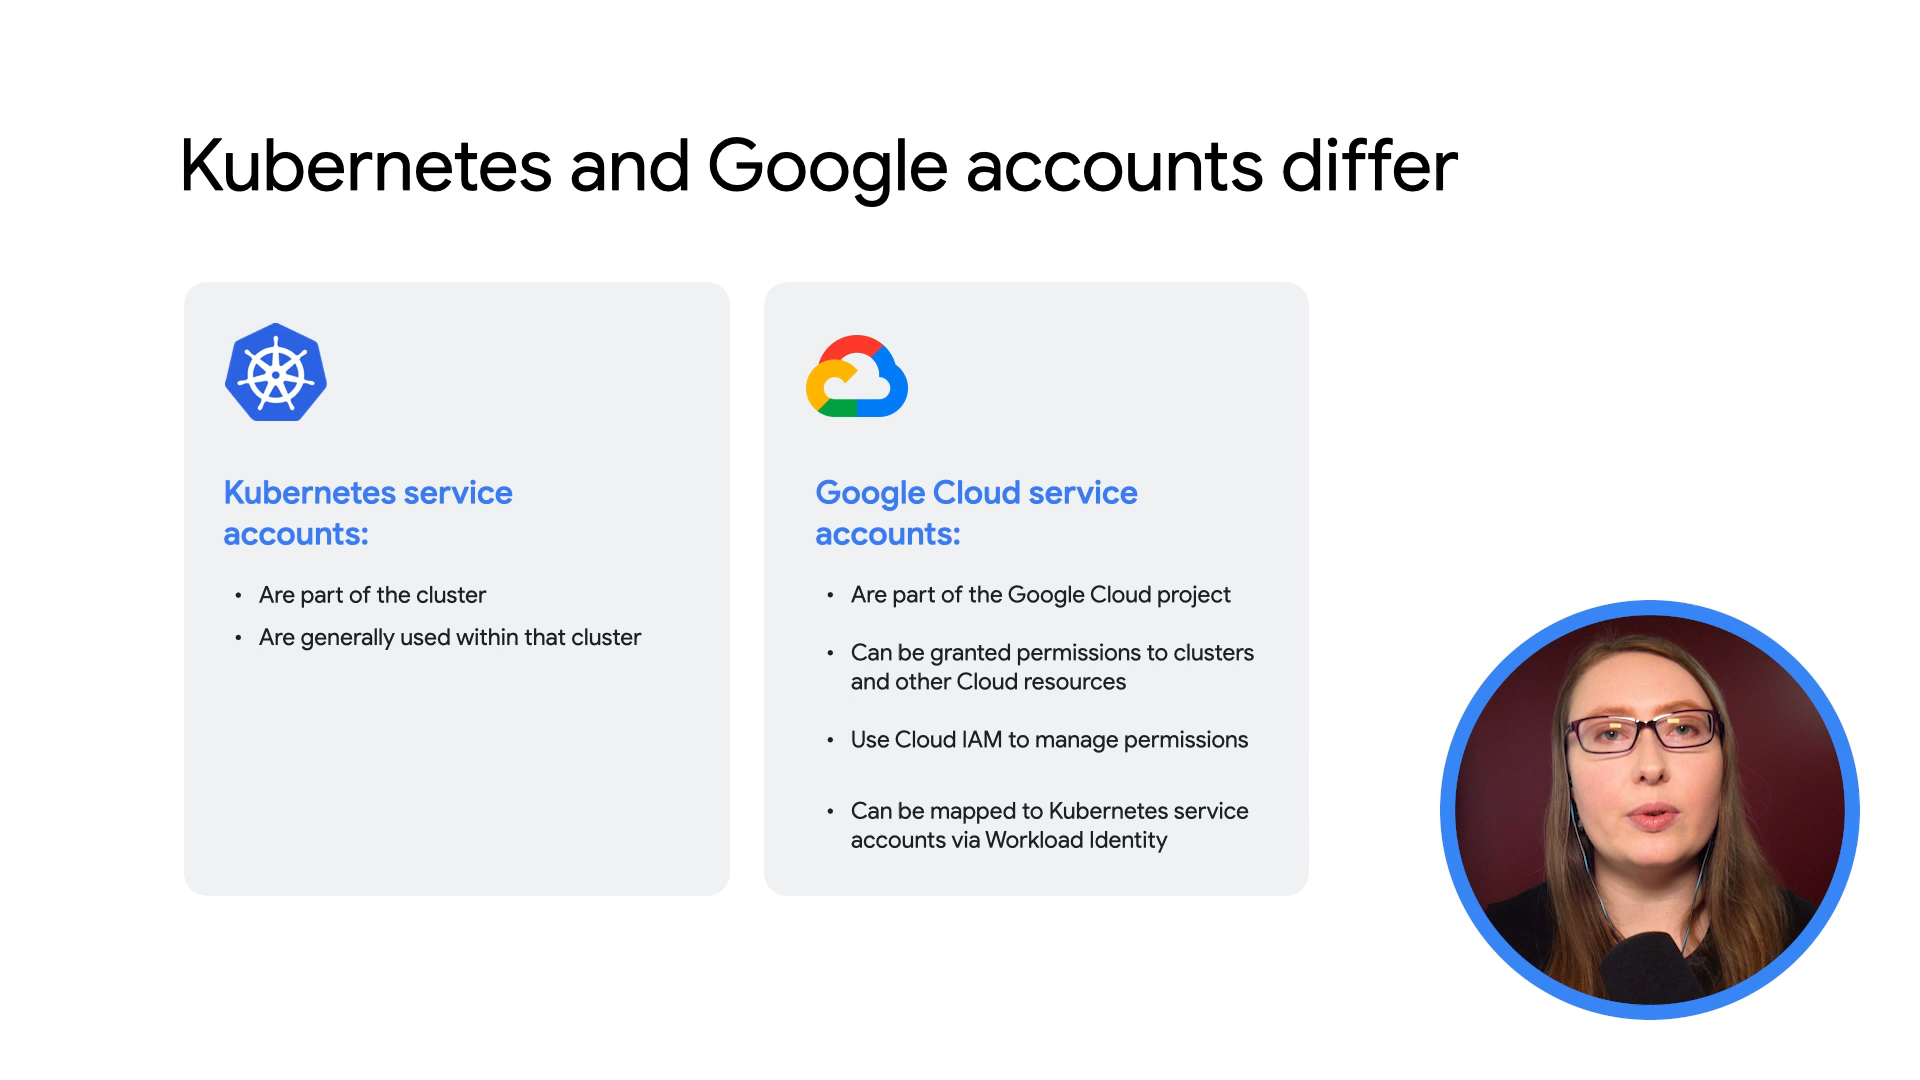 Kubernetes and Google accounts differ
Kubernetes service
accounts:
• Are part of the cluster
• Are generally used within that cluster
Google Cloud service
accounts:
• Are part of the Google Cloud project
• Can be granted permissions to clusters
and other Cloud resources
• Use Cloud IAM to manage permissions
• Can be mapped to Kubernetes service
accounts via Workload Identity